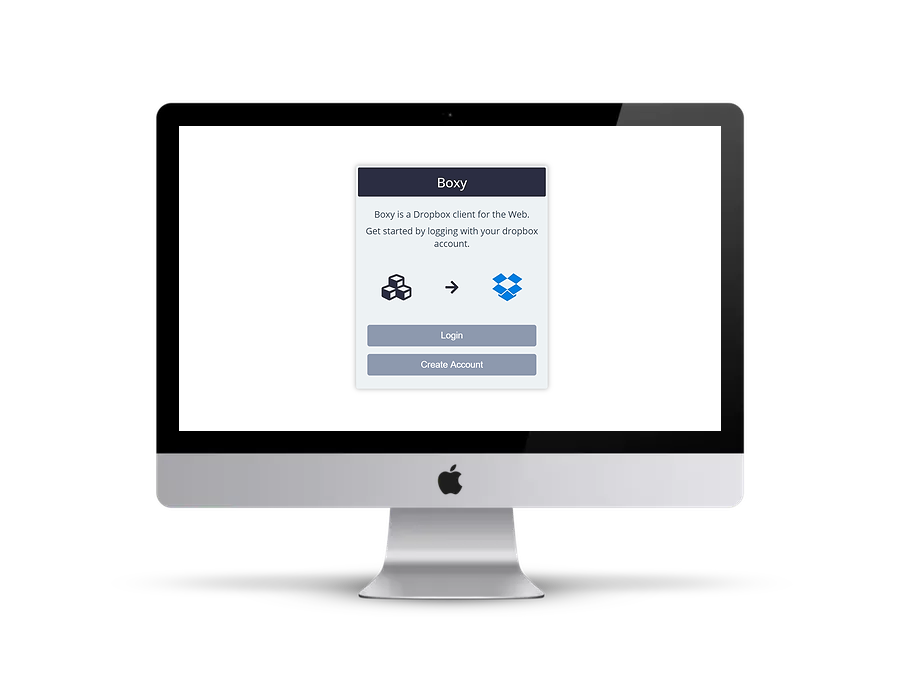 Boxy
Boxy is a Dropbox client for the Web.
Get started by logging with your dropbox
account.
Login
Create Account